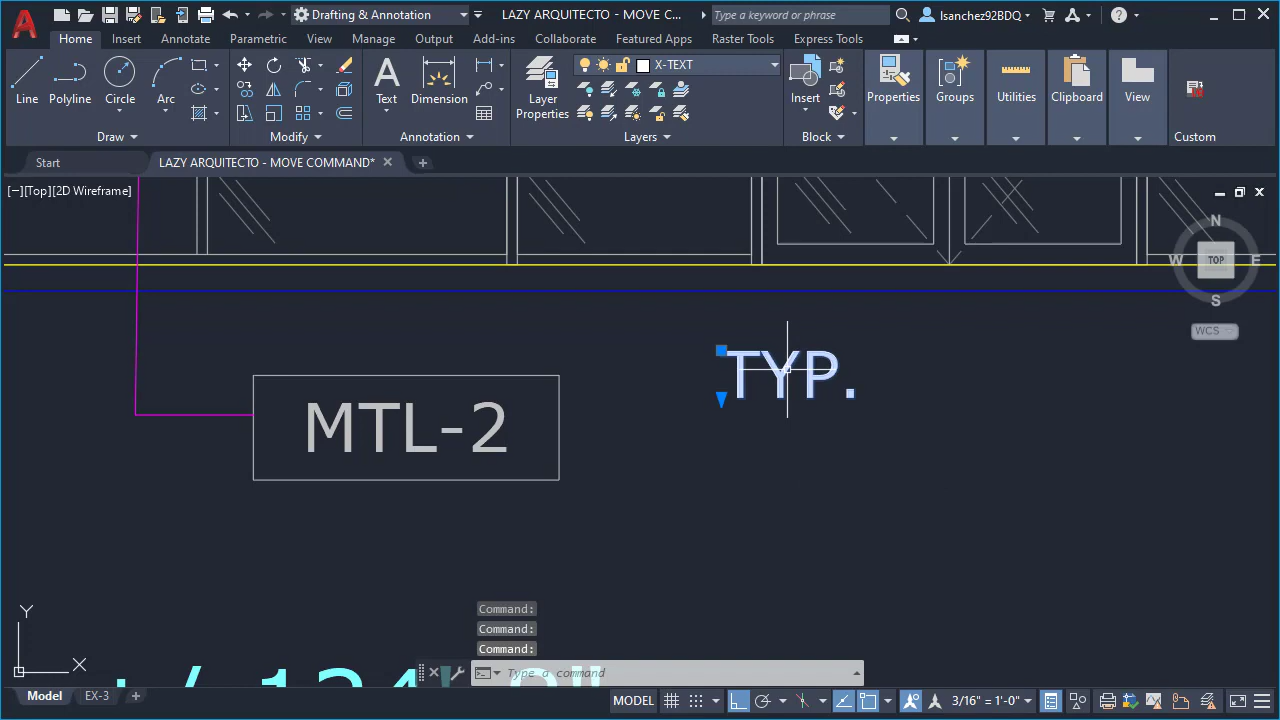 Drafting & Annotation
LAZY ARQUITECTO - MOVE C...
Type a keyword or phrase
lsanchez92BDQ
Home
Insert
Annotate
Parametric
View
Manage
Output
Add-ins
Collaborate
Featured Apps
Raster Tools
Express Tools
Line
Polyline
Circle
Arc
Text
Dimension
Layer
Properties
X-TEXT
Insert
Properties
Groups
Utilities
Clipboard
View
Draw
Modify
Annotation
Layers
Block
Custom
Start
LAZY ARQUITECTO - MOVE COMMAND*
[−][Top][2D Wireframe]
N
W
TOP
E
S
WCS
TYP.
MTL-2
Y
X
Command:
Command:
Command:
Type a command
Model
EX-3
MODEL
3/16" = 1'-0"